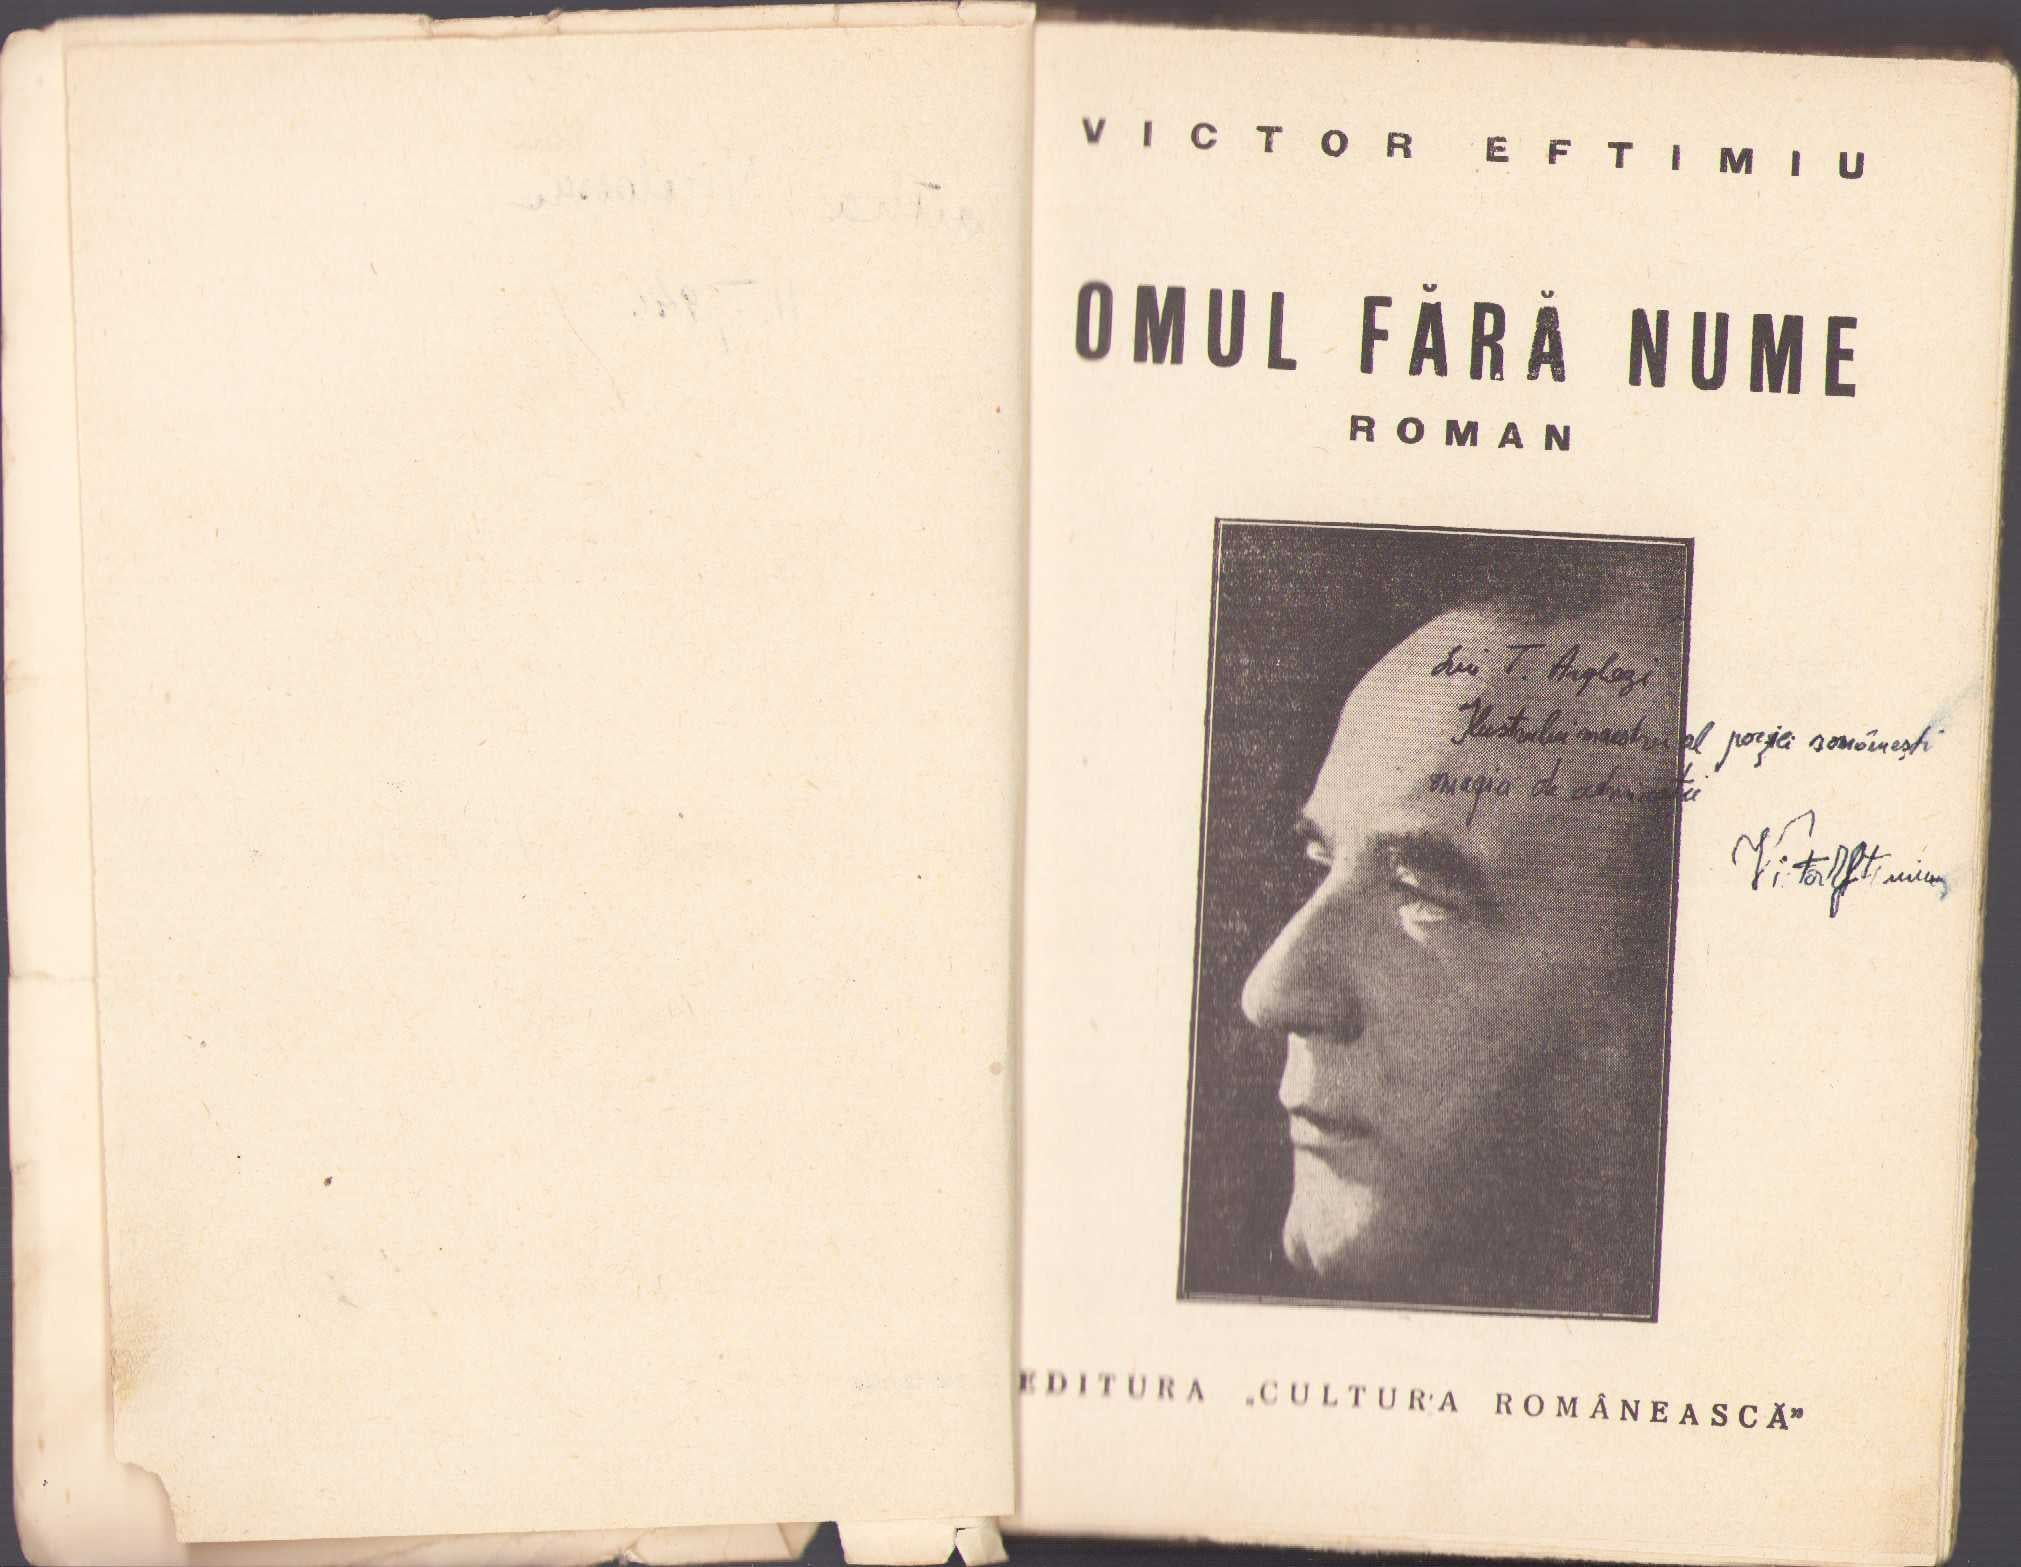 VICTOR EFTIMIU
OMUL FĂRĂ NUME
ROMAN
Lui T. Arghezi
Ilustrului maestru al poeziei românești
omagiu de admirație
Victor Eftimiu
EDITURA „CULTURA ROMÂNEASCĂ”